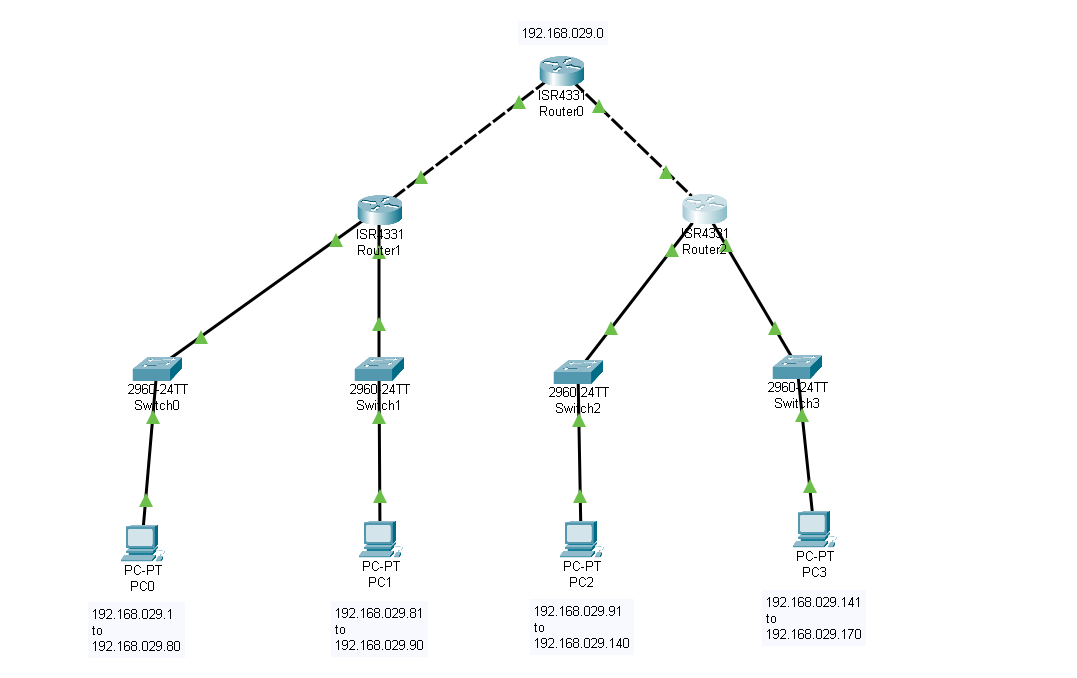 192.168.029.0
ISR4331
Router0
ISR4331
Router1
ISR4331
Router2
2960-24TT
Switch0
2960-24TT
Switch1
2960-24TT
Switch2
2960-24TT
Switch3
PC-PT
PC0
PC-PT
PC1
PC-PT
PC2
PC-PT
PC3
192.168.029.1
to
192.168.029.80
192.168.029.81
to
192.168.029.90
192.168.029.91
to
192.168.029.140
192.168.029.141
to
192.168.029.170